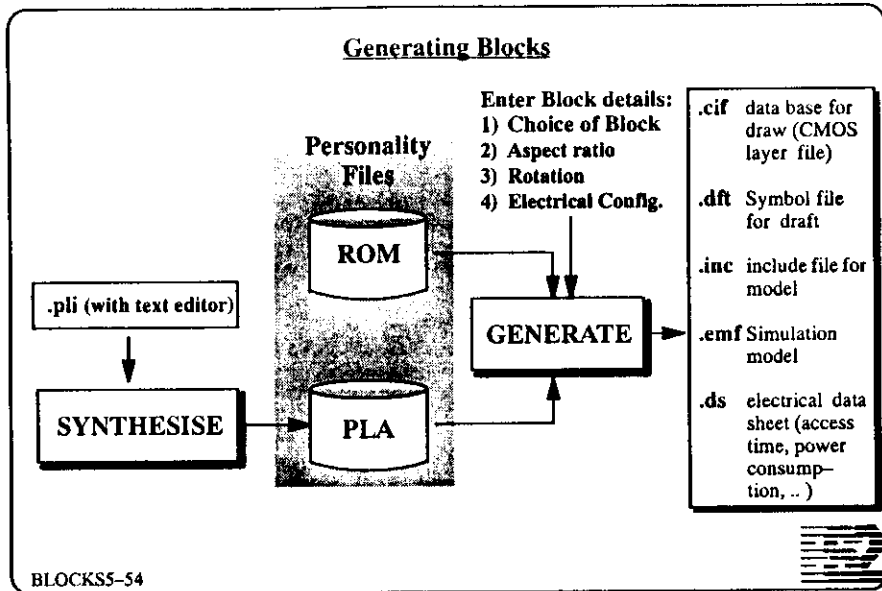 Generating Blocks
Enter Block details:
1) Choice of Block
2) Aspect ratio
3) Rotation
4) Electrical Config.
Personality
Files
ROM
PLA
.pli (with text editor)
SYNTHESISE
GENERATE
.cif data base for
draw (CMOS
layer file)
.dft Symbol file
for draft
.inc include file for
model
.emf Simulation
model
.ds electrical data
sheet (access
time, power
consump–
tion, .. )
BLOCKS5–54